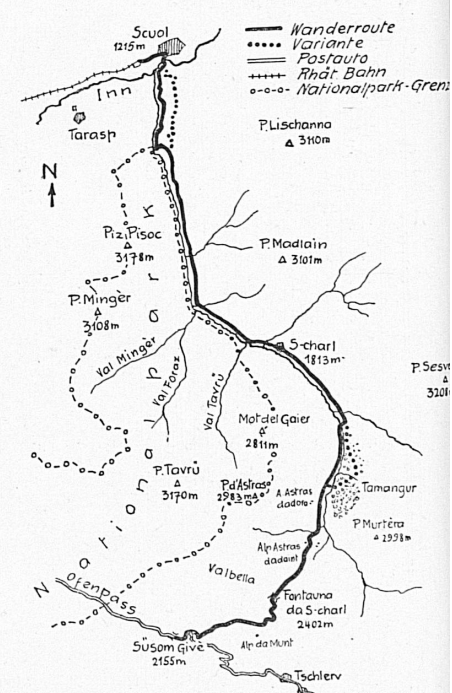 Scuol
1215m
Wanderroute
Variante
Postauto
Rhät. Bahn
Nationalpark-Grenz
Inn
Tarasp
P. Lischanna
3110m
N
Piz Pisoc
3178m
P. Madlain
3101m
P. Mingèr
3108m
S-charl
1813m
Val Mingèr
Val Foraz
Val Tavrü
P. Sesv
3201
Mot del Gaier
2811m
P. Tavrü
3170m
P. d'Astras
2983m
A. Astras
dadora
Tamangur
P. Murtèra
2998m
Alp Astras
dadaint
Nationalpark
Valbella
Ofenpass
Fontauna
da S-charl
2402m
Süsom Givè
2155m
Alp da Munt
Tschierv